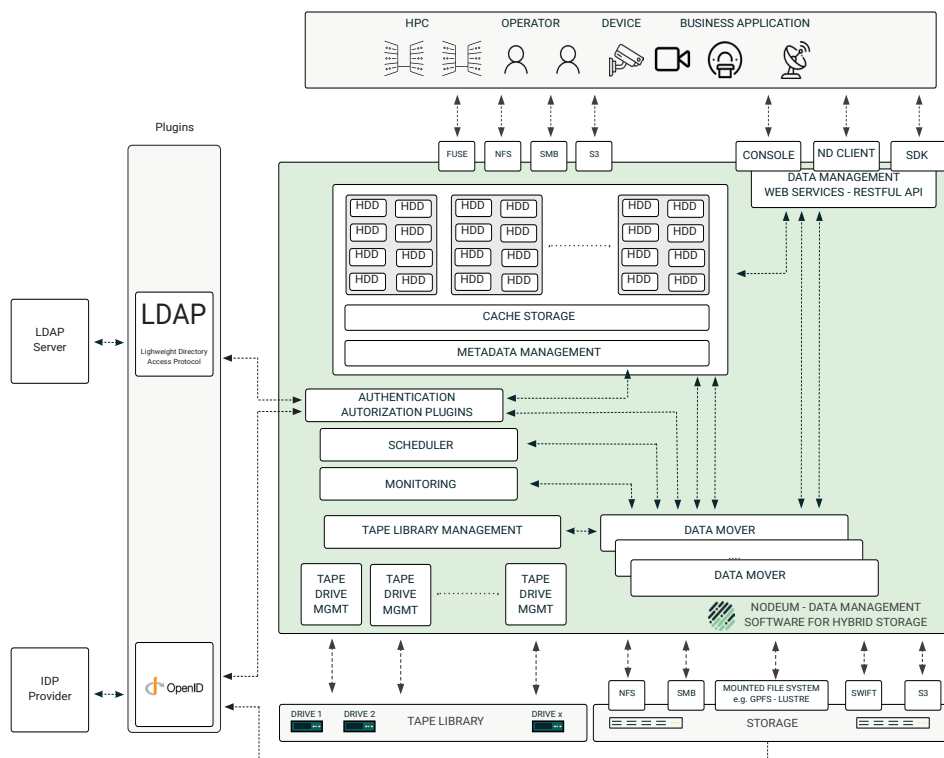 HPC
OPERATOR
DEVICE
BUSINESS APPLICATION
Plugins
FUSE
NFS
SMB
S3
CONSOLE
ND CLIENT
SDK
DATA MANAGEMENT
WEB SERVICES - RESTFUL API
HDD HDD HDD HDD HDD HDD
HDD HDD HDD HDD HDD HDD
HDD HDD HDD HDD HDD HDD
HDD HDD HDD HDD HDD HDD
CACHE STORAGE
METADATA MANAGEMENT
LDAP
Server
LDAP
Lighweight Directory
Access Protocol
AUTHENTICATION
AUTORIZATION PLUGINS
SCHEDULER
MONITORING
TAPE LIBRARY MANAGEMENT
DATA MOVER
....
DATA MOVER
TAPE
DRIVE
MGMT
TAPE
DRIVE
MGMT
TAPE
DRIVE
MGMT
NODEUM - DATA MANAGEMENT
SOFTWARE FOR HYBRID STORAGE
IDP
Provider
OpenID
NFS
SMB
MOUNTED FILE SYSTEM
e.g. GPFS - LUSTRE
SWIFT
S3
DRIVE 1
DRIVE 2
TAPE LIBRARY
DRIVE x
STORAGE